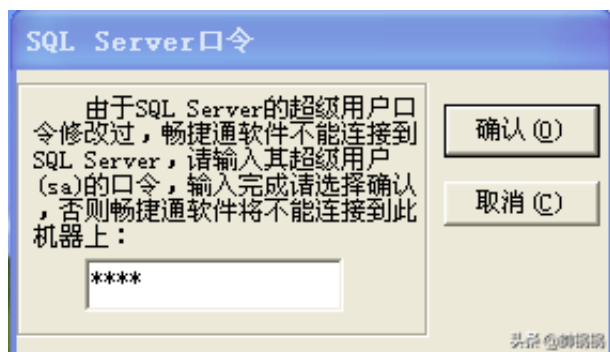 SQL Server口令
由于SQL Server的超级用户口
令修改过，畅捷通软件不能连接到
SQL Server，请输入其超级用户
(sa)的口令，输入完成请选择确认
，否则畅捷通软件将不能连接到此
机器上：
****
确认(O)
取消(C)
头条 @帅锅锅